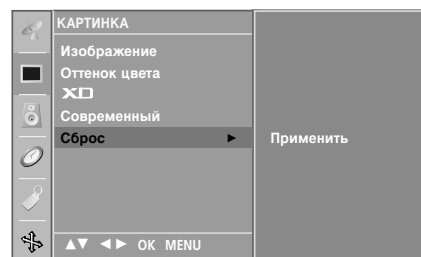 КАРТИНКА
Изображение
Оттенок цвета
XD
Современный
Сброс ►
Применить
▲▼ ◄► OK MENU